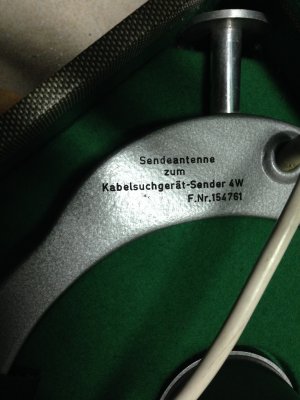 Sendeantenne
zum
Kabelsuchgerät-Sender 4W
F.Nr.154761